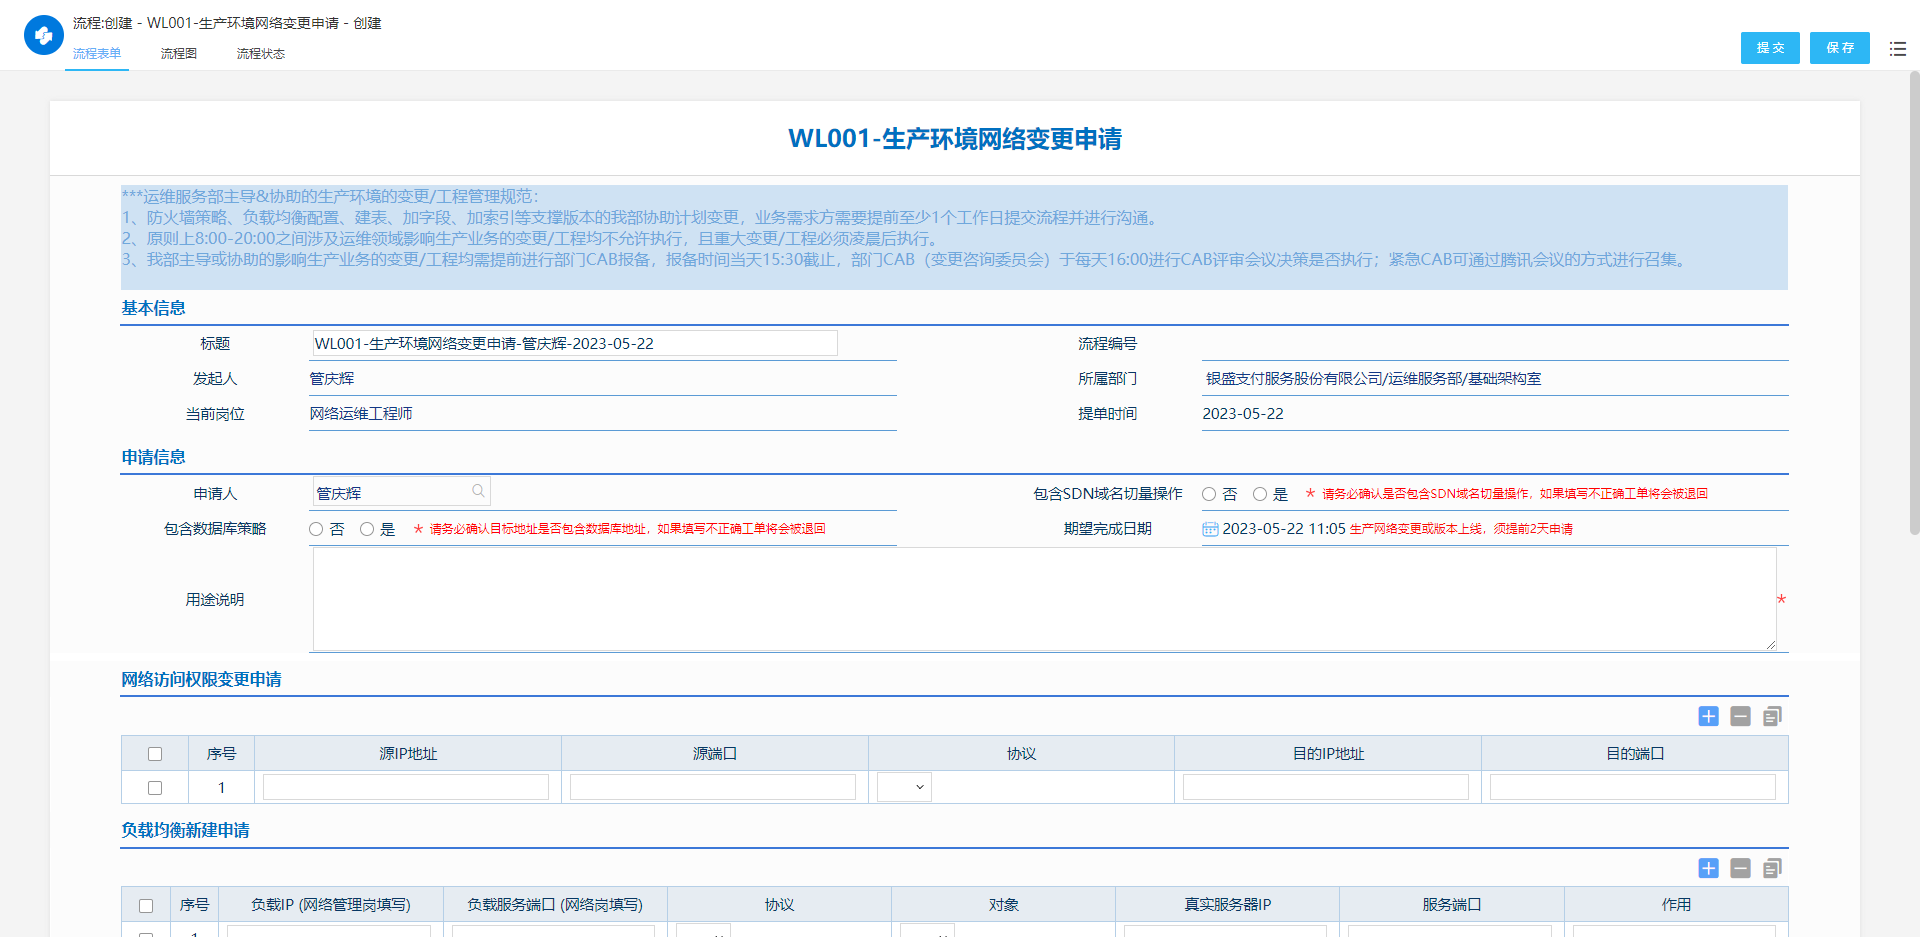 流程:创建 - WL001-生产环境网络变更申请 - 创建
流程表单 流程图 流程状态
提交 保存
WL001-生产环境网络变更申请
***运维服务部主导&协助的生产环境的变更/工程管理规范：
1、防火墙策略、负载均衡配置、建表、加字段、加索引等支撑版本的我部协助计划变更，业务需求方需要提前至少1个工作日提交流程并进行沟通。
2、原则上8:00-20:00之间涉及运维领域影响生产业务的变更/工程均不允许执行，且重大变更/工程必须凌晨后执行。
3、我部主导或协助的影响生产业务的变更/工程均需提前进行部门CAB报备，报备时间当天15:30截止，部门CAB（变更咨询委员会）于每天16:00进行CAB评审会议决策是否执行；紧急CAB可通过腾讯会议的方式进行召集。
基本信息
标题 WL001-生产环境网络变更申请-管庆辉-2023-05-22 流程编号
发起人 管庆辉 所属部门 银盛支付服务股份有限公司/运维服务部/基础架构室
当前岗位 网络运维工程师 提单时间 2023-05-22
申请信息
申请人 管庆辉 包含SDN域名切量操作 否 是 * 请务必确认是否包含SDN域名切量操作，如果填写不正确工单将会被退回
包含数据库策略 否 是 * 请务必确认目标地址是否包含数据库地址，如果填写不正确工单将会被退回 期望完成日期 2023-05-22 11:05 生产网络变更或版本上线，须提前2天申请
用途说明 *
网络访问权限变更申请
序号 源IP地址 源端口 协议 目的IP地址 目的端口
1
负载均衡新建申请
序号 负载IP (网络管理岗填写) 负载服务端口 (网络岗填写) 协议 对象 真实服务器IP 服务端口 作用
1